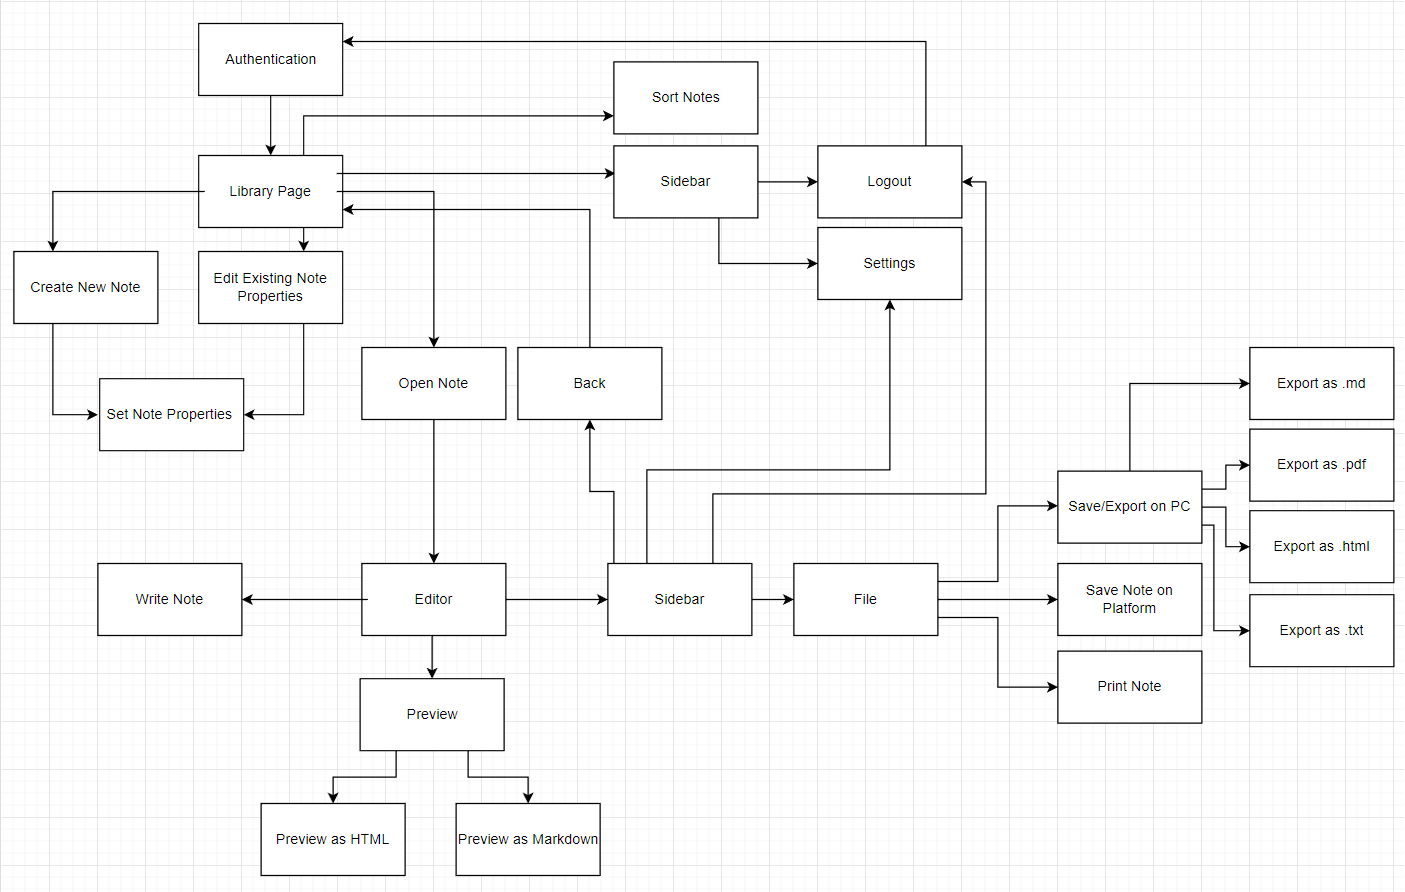 Authentication
Sort Notes
Library Page
Sidebar
Logout
Create New Note
Edit Existing Note
Properties
Settings
Set Note Properties
Open Note
Back
Export as .md
Export as .pdf
Save/Export on PC
Export as .html
Write Note
Editor
Sidebar
File
Save Note on
Platform
Export as .txt
Preview
Print Note
Preview as HTML
Preview as Markdown